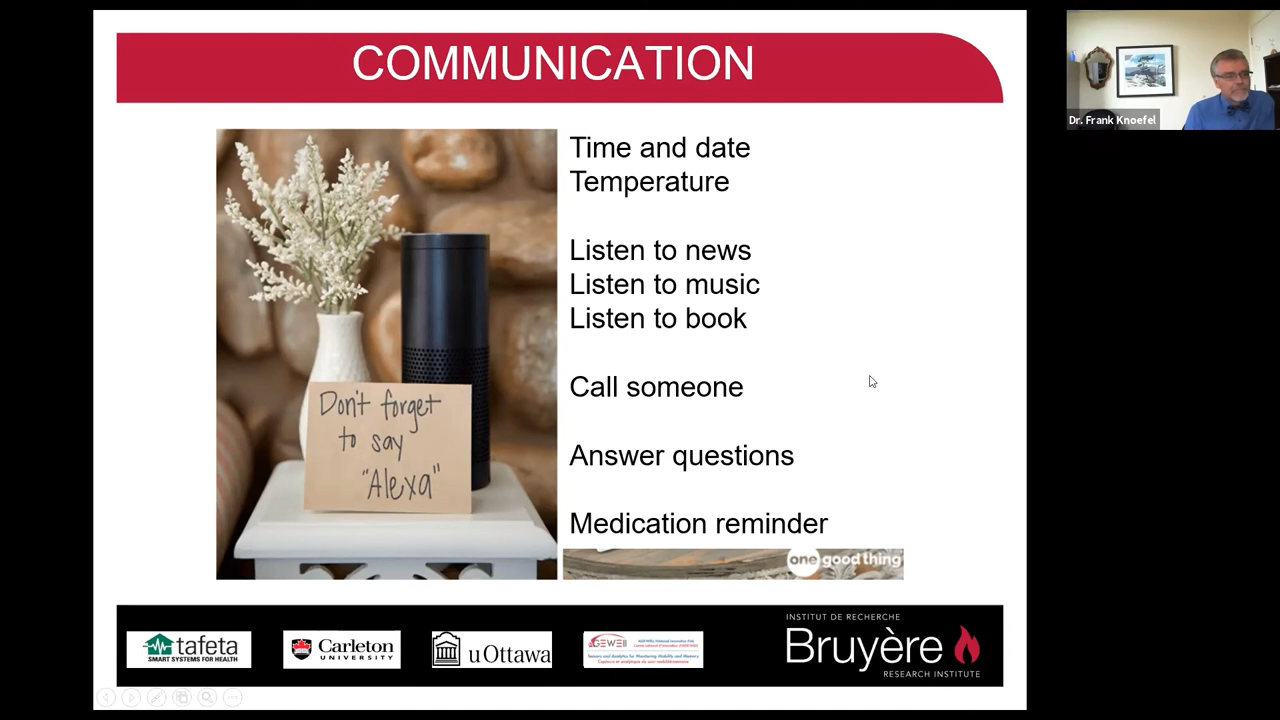 COMMUNICATION
Dr. Frank Knoefel
Time and date
Temperature
Listen to news
Listen to music
Listen to book
Call someone
Answer questions
Medication reminder
Don't forget
to say
"Alexa"
one good thing
tafeta
SMART SYSTEMS FOR HEALTH
Carleton
UNIVERSITY
uOttawa
AGEWELL
INSTITUT DE RECHERCHE
Bruyère
RESEARCH INSTITUTE